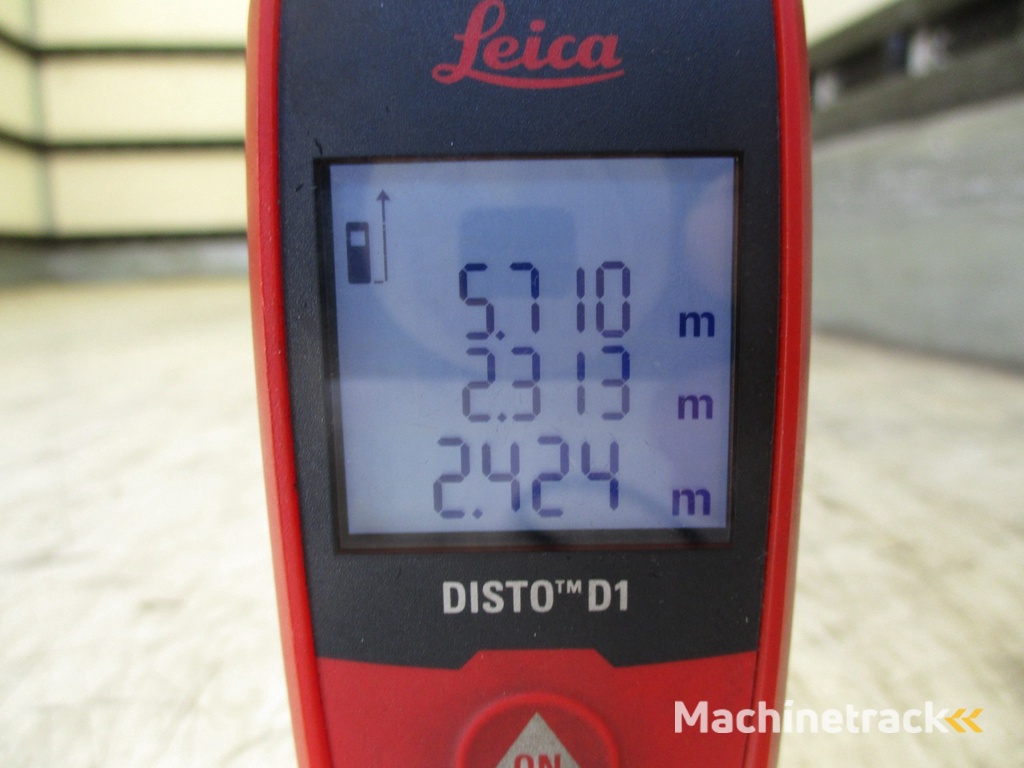 Leica
5.710 m
2.313 m
2.424 m
DISTO™ D1
ON
Machinetrack